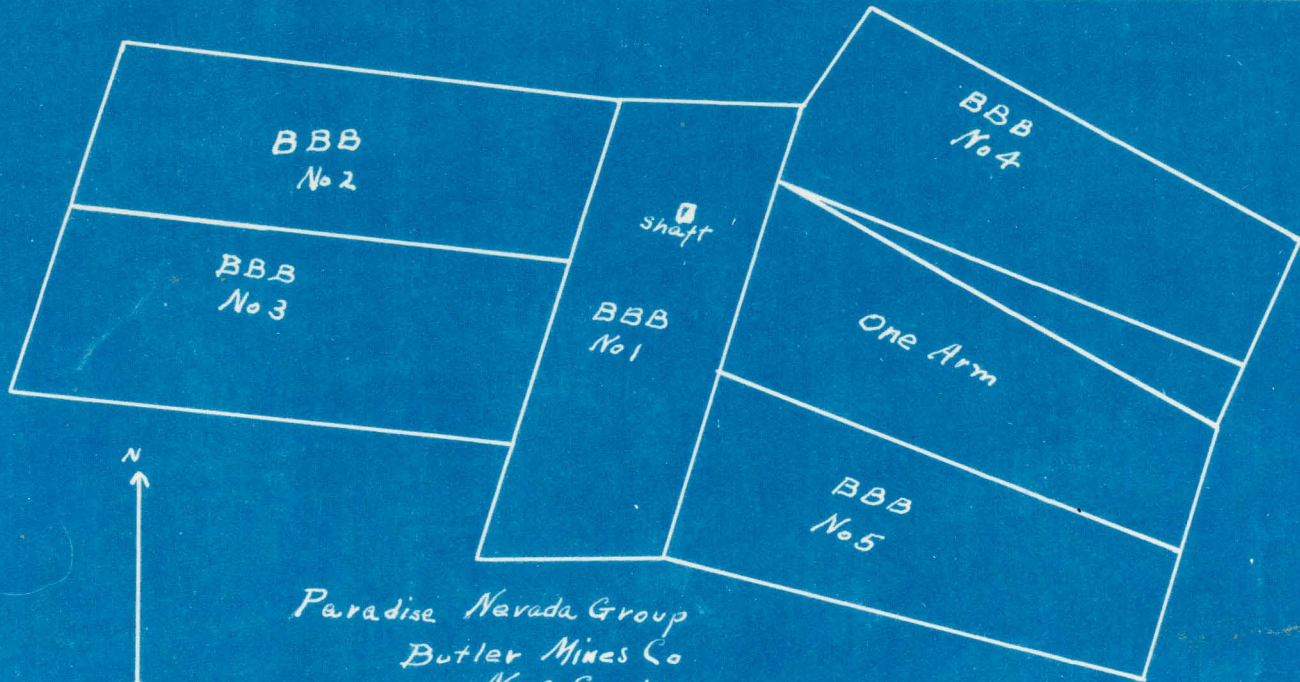 BBB
No 2
BBB
No 4
shaft
BBB
No 3
BBB
No 1
One Arm
BBB
No 5
N
Paradise Nevada Group
Butler Mines Co